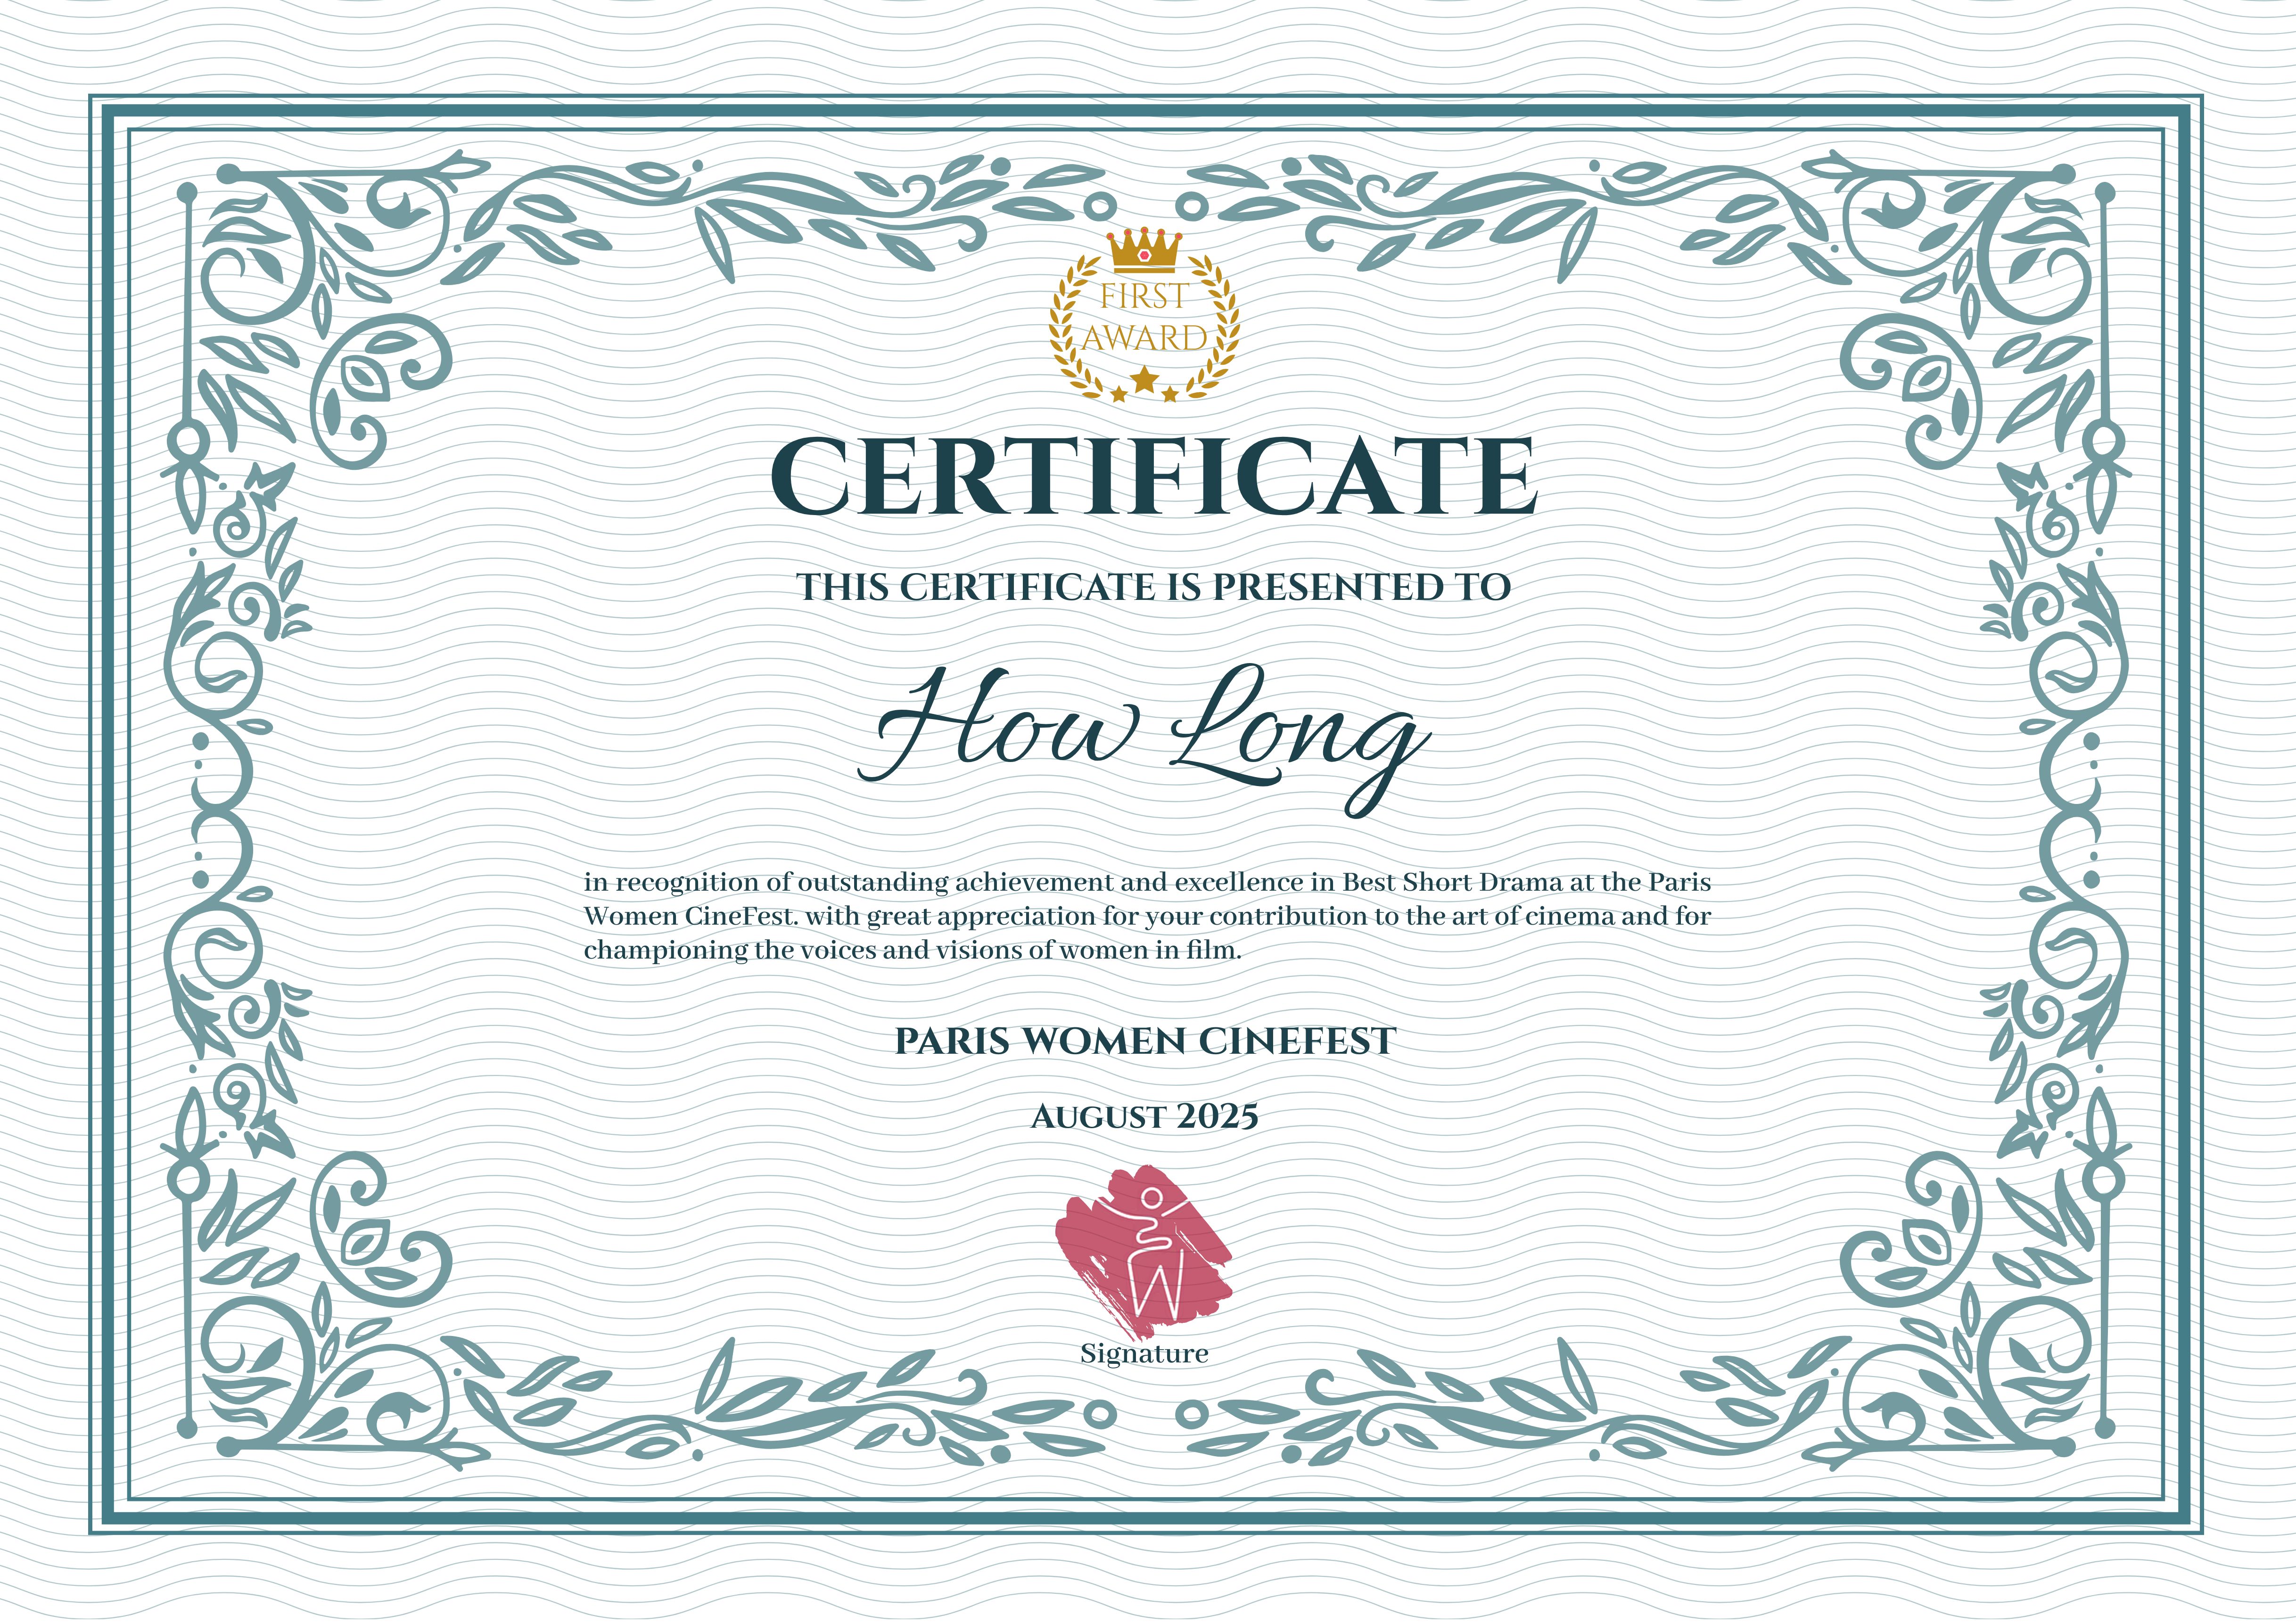 FIRST
AWARD
CERTIFICATE
THIS CERTIFICATE IS PRESENTED TO
How Long
in recognition of outstanding achievement and excellence in Best Short Drama at the Paris
Women CineFest. with great appreciation for your contribution to the art of cinema and for
championing the voices and visions of women in film.
PARIS WOMEN CINEFEST
AUGUST 2025
W
Signature